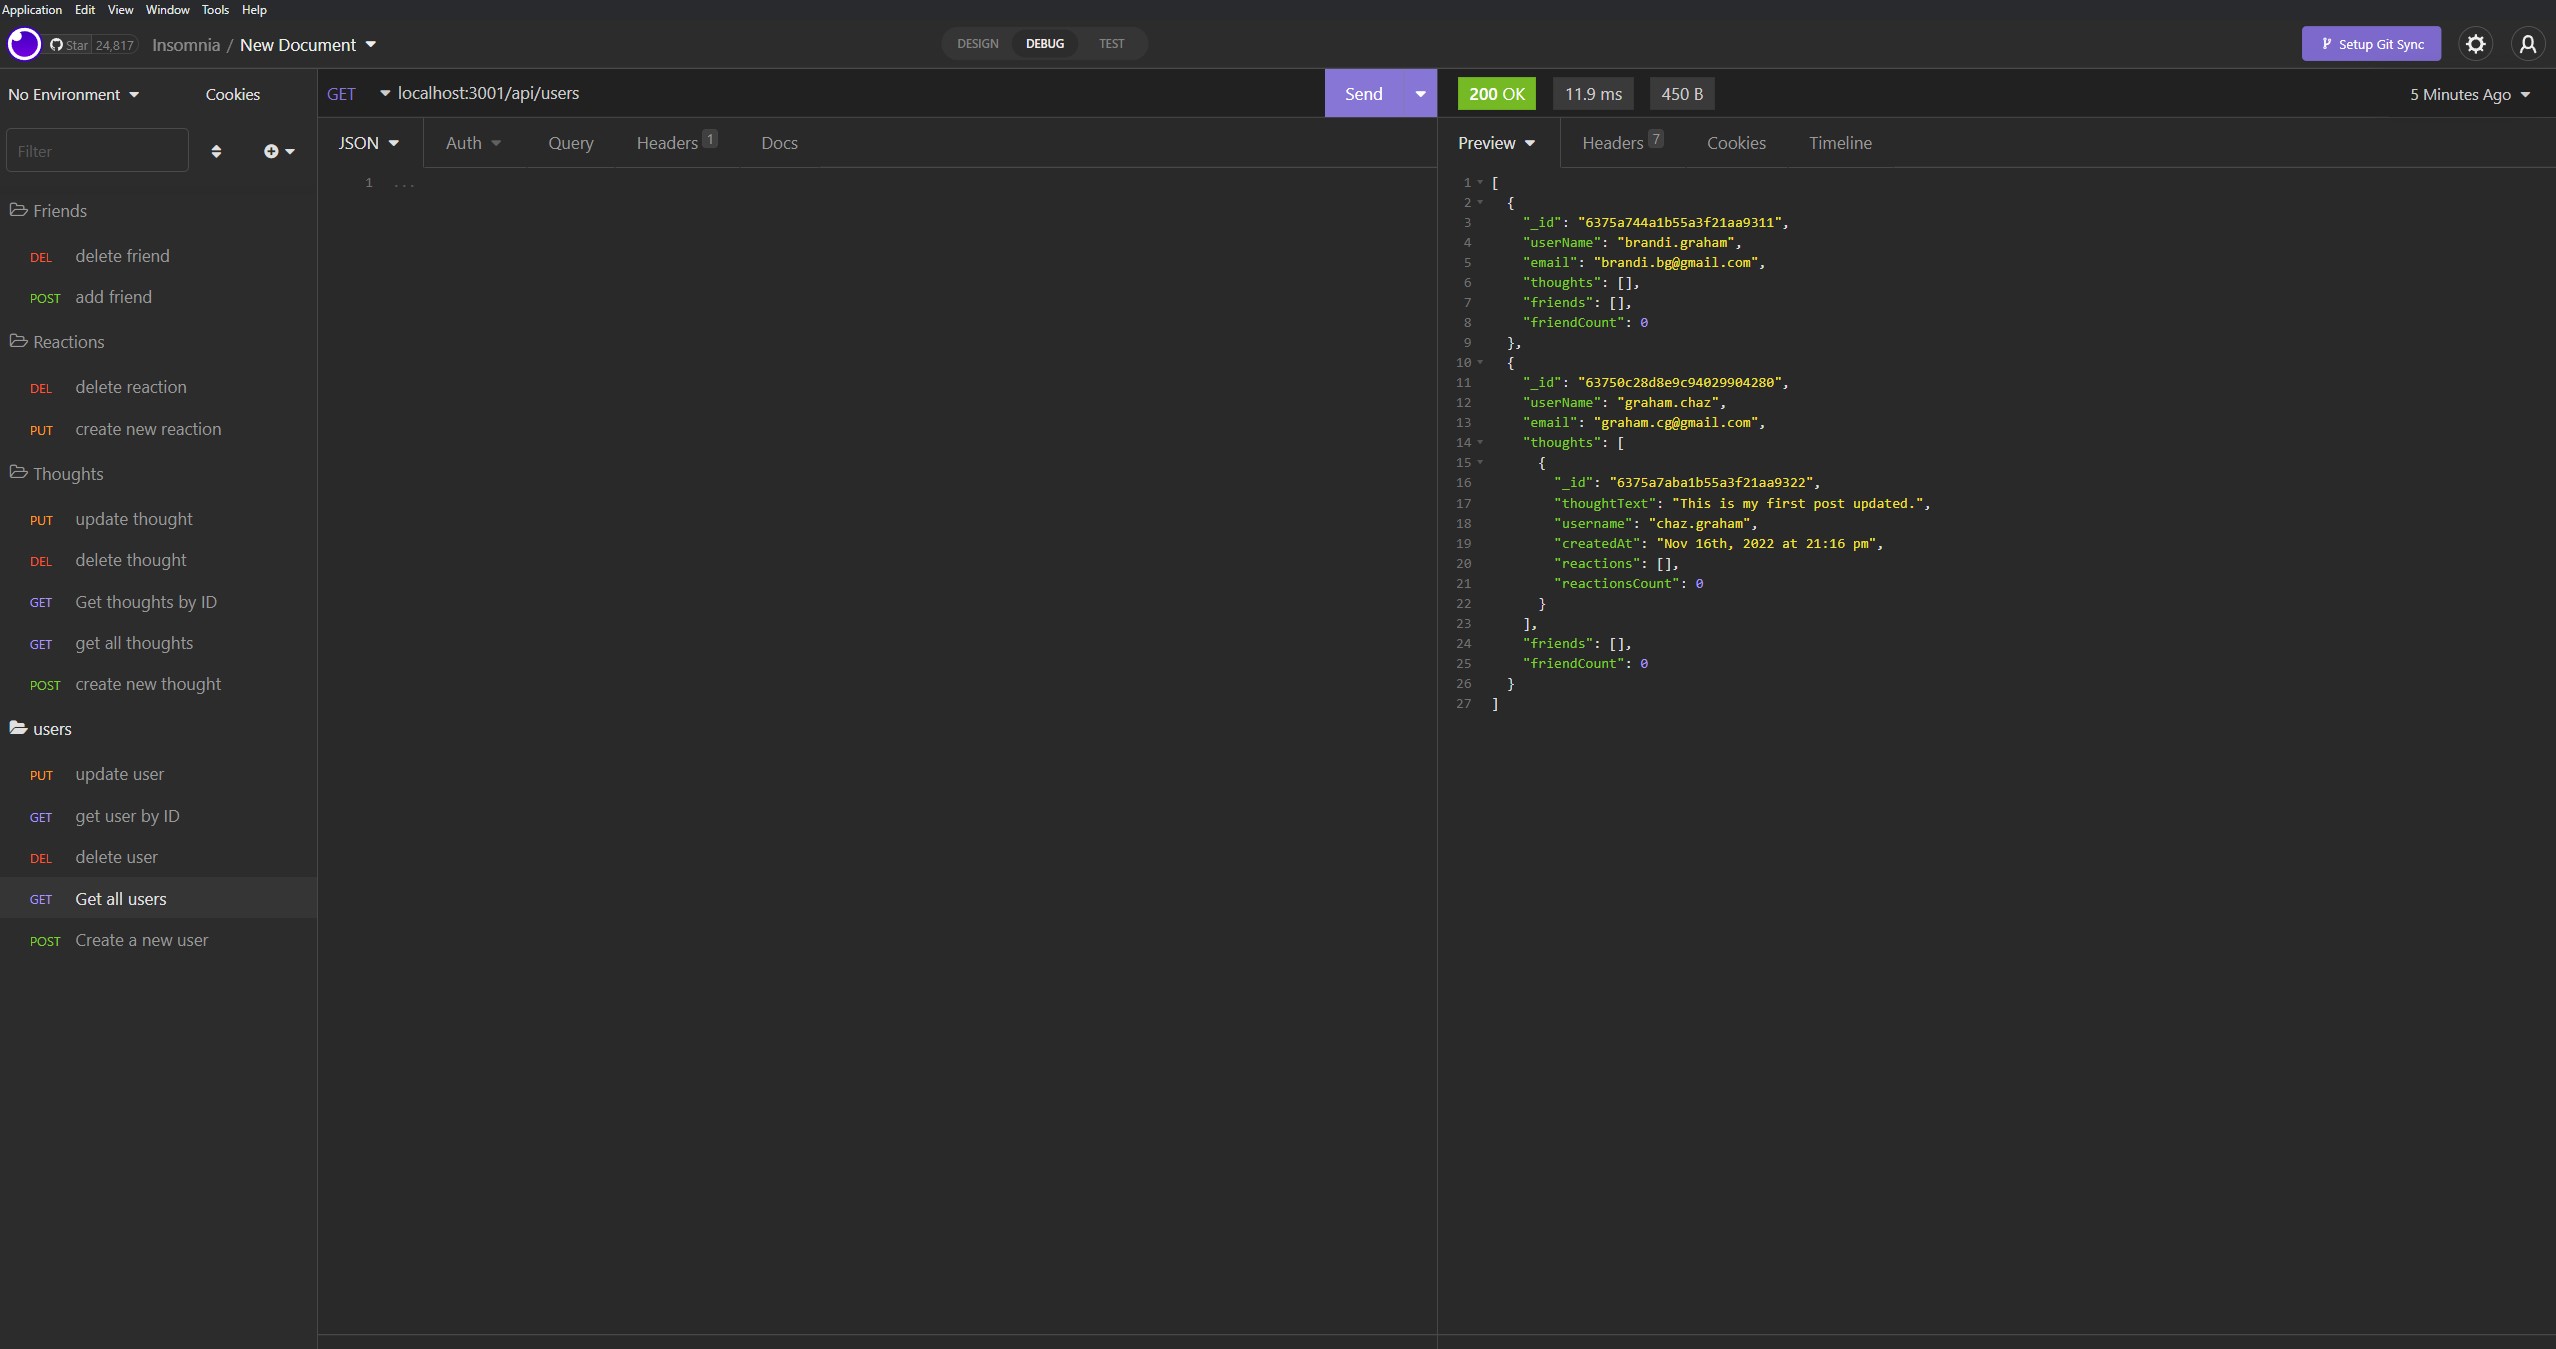 Application Edit View Window Tools Help
Star 24,817 Insomnia / New Document DESIGN DEBUG TEST Setup Git Sync
No Environment Cookies
Filter
Friends
DEL delete friend
POST add friend
Reactions
DEL delete reaction
PUT create new reaction
Thoughts
PUT update thought
DEL delete thought
GET Get thoughts by ID
GET get all thoughts
POST create new thought
users
PUT update user
GET get user by ID
DEL delete user
GET Get all users
POST Create a new user
GET localhost:3001/api/users Send
JSON Auth Query Headers 1 Docs
1 ...
200 OK 11.9 ms 450 B 5 Minutes Ago
Preview Headers 7 Cookies Timeline
1 [
2 {
3 "_id": "6375a744a1b55a3f21aa9311",
4 "userName": "brandi.graham",
5 "email": "brandi.bg@gmail.com",
6 "thoughts": [],
7 "friends": [],
8 "friendCount": 0
9 },
10 {
11 "_id": "63750c28d8e9c94029904280",
12 "userName": "graham.chaz",
13 "email": "graham.cg@gmail.com",
14 "thoughts": [
15 {
16 "_id": "6375a7aba1b55a3f21aa9322",
17 "thoughtText": "This is my first post updated.",
18 "username": "chaz.graham",
19 "createdAt": "Nov 16th, 2022 at 21:16 pm",
20 "reactions": [],
21 "reactionsCount": 0
22 }
23 ],
24 "friends": [],
25 "friendCount": 0
26 }
27 ]